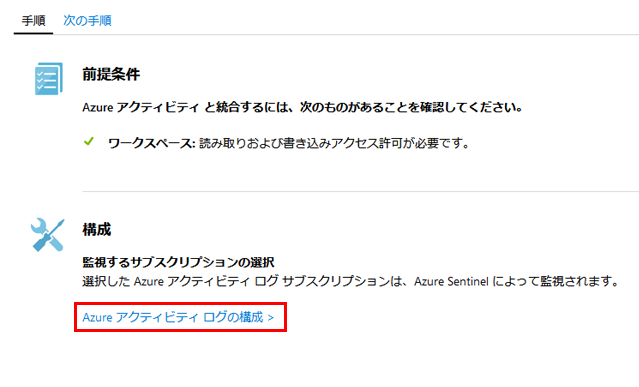 手順 次の手順
前提条件
Azure アクティビティ と統合するには、次のものがあることを確認してください。
ワークスペース: 読み取りおよび書き込みアクセス許可が必要です。
構成
監視するサブスクリプションの選択
選択した Azure アクティビティ ログ サブスクリプションは、Azure Sentinel によって監視されます。
Azure アクティビティ ログの構成 >